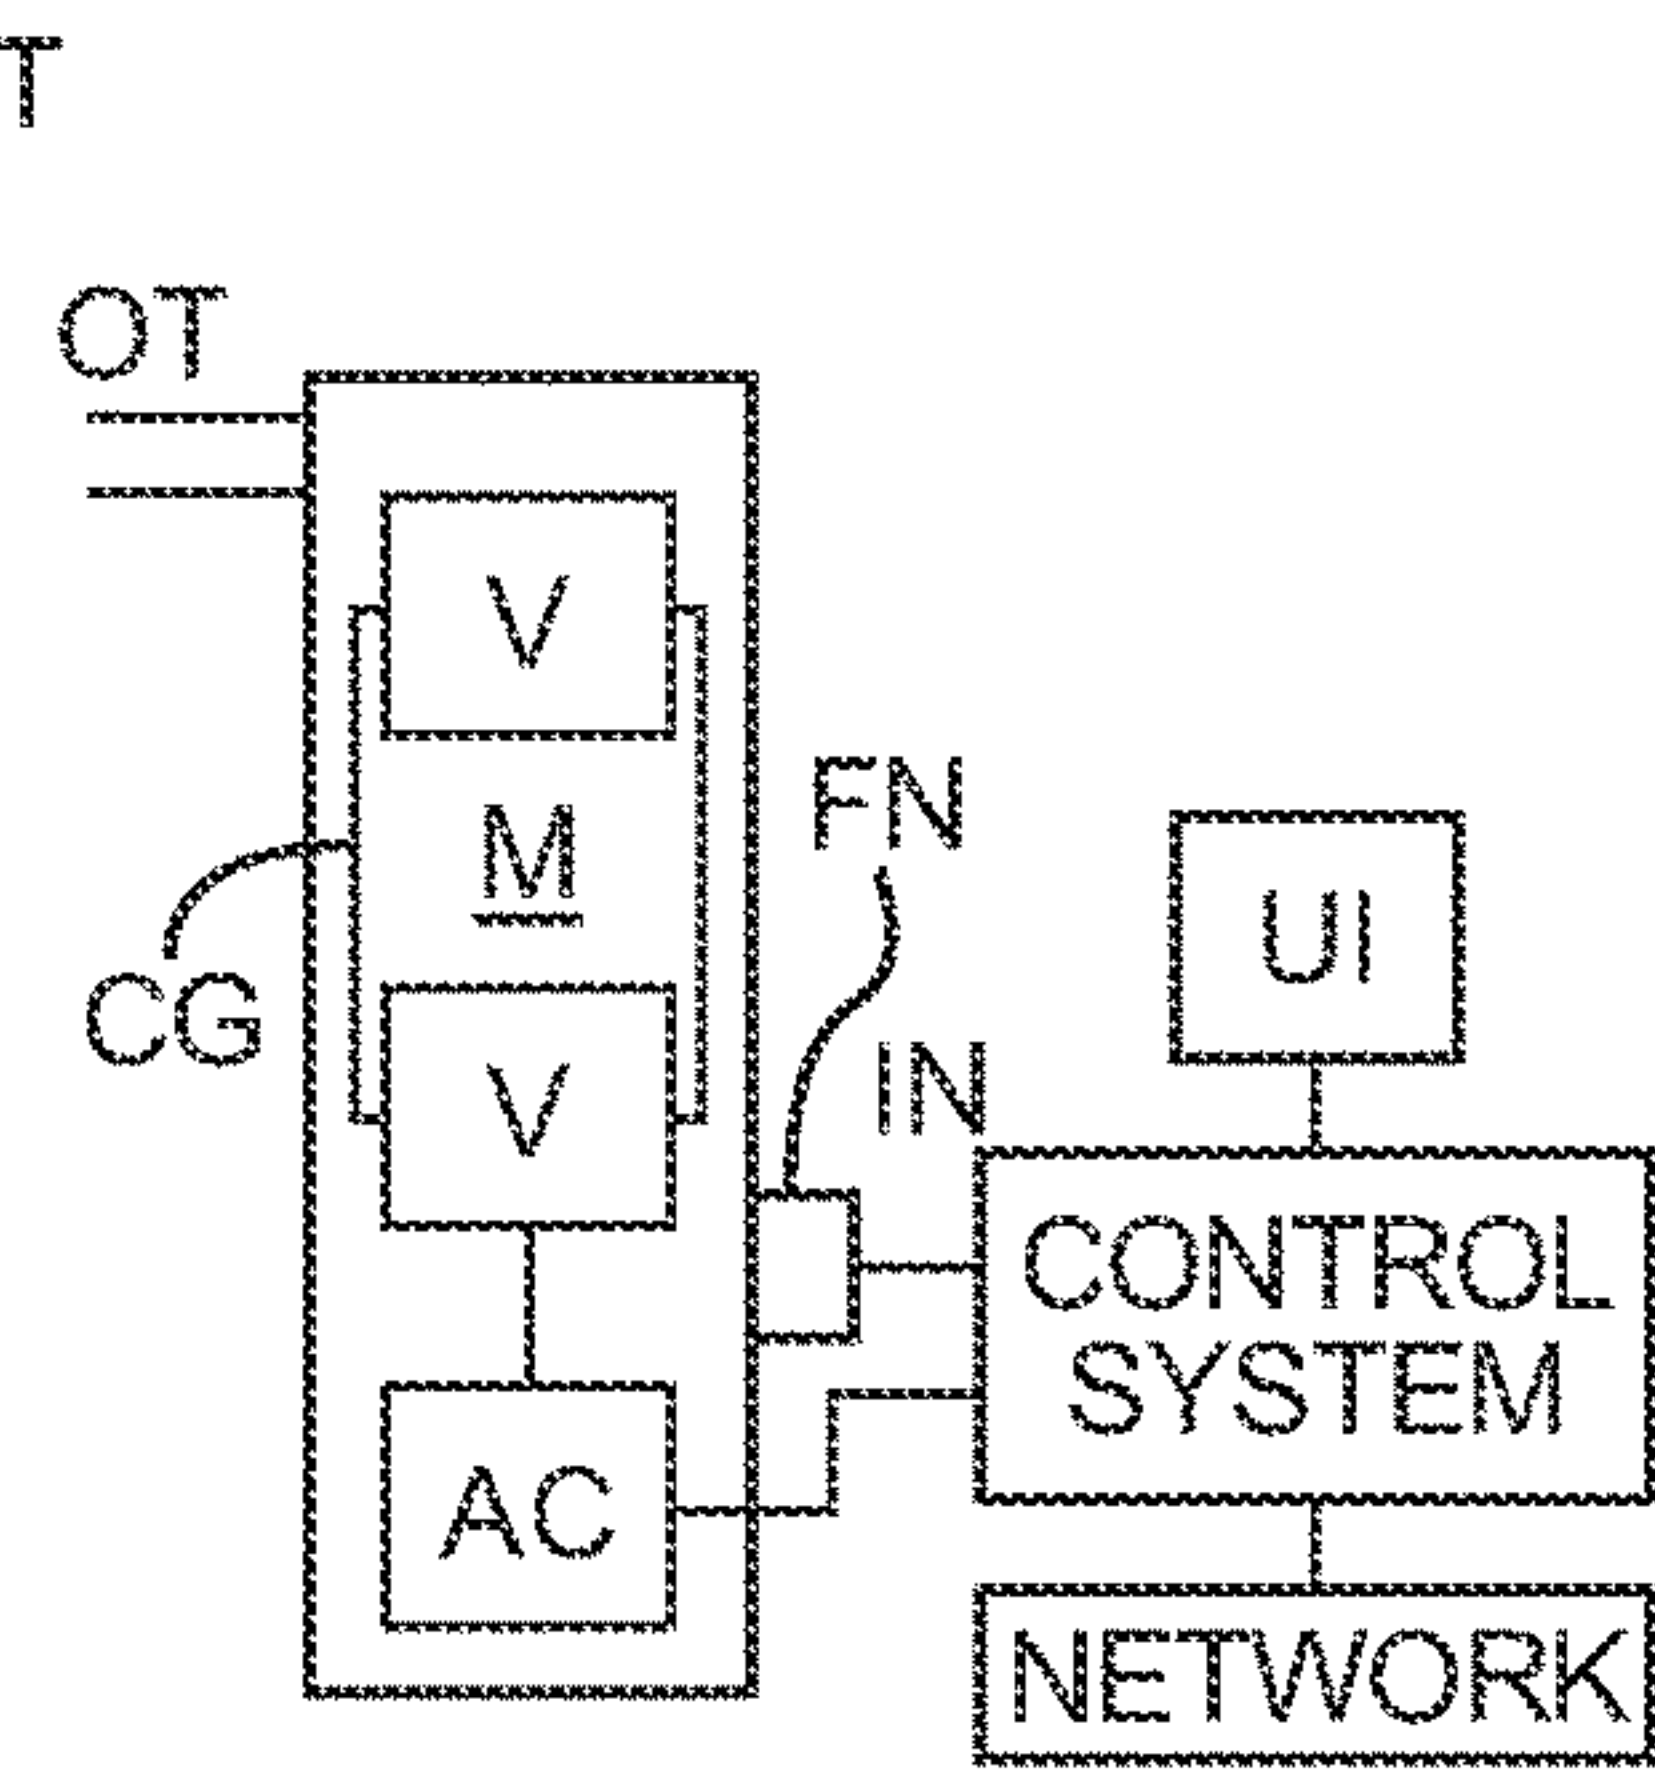 T
OT
V
FN
M
UI
CG
IN
V
CONTROL
SYSTEM
AC
NETWORK